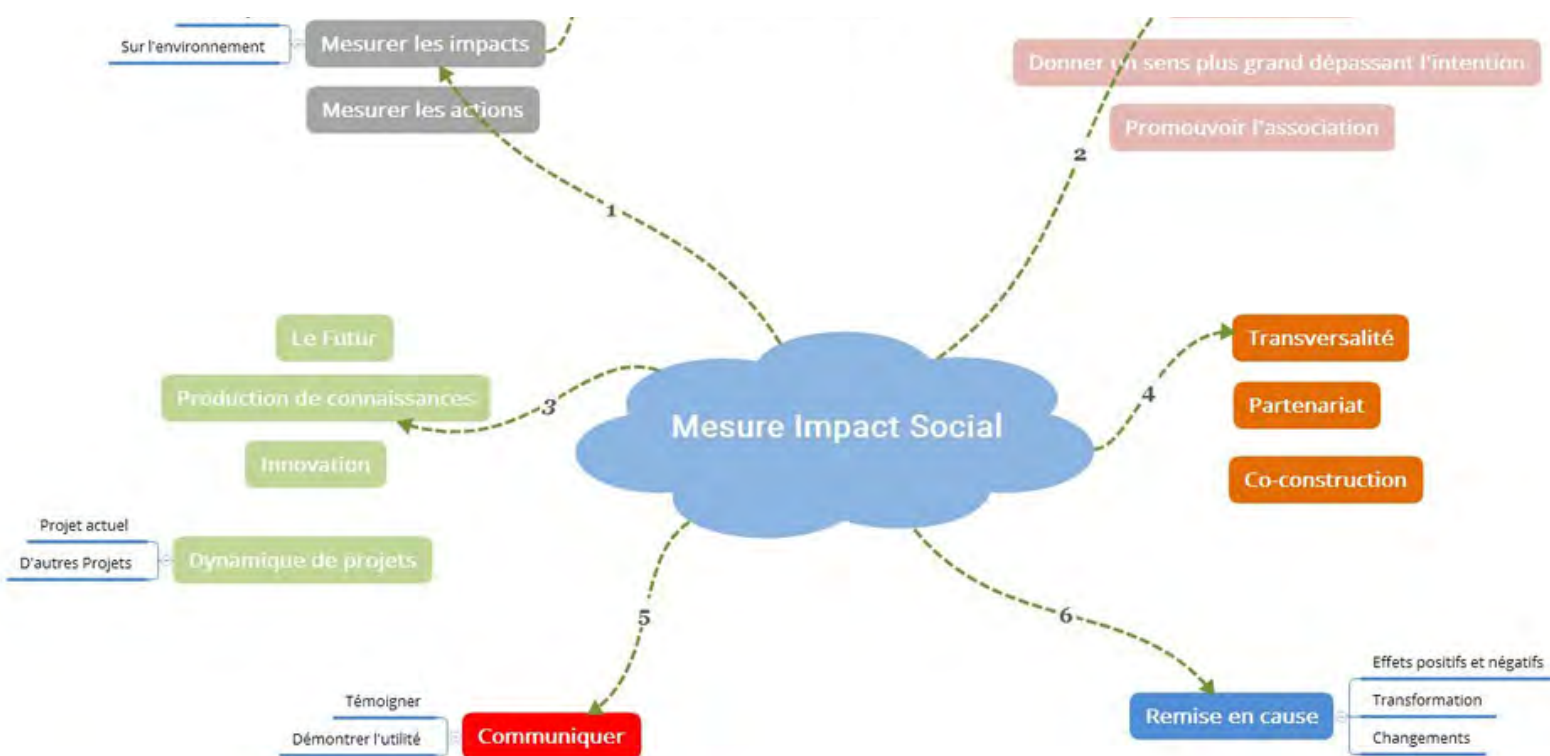 Sur l'environnement
Mesurer les impacts
Mesurer les actions
Donner un sens plus grand dépassant l'intention
Promouvoir l'association
1
2
Le Futur
Production de connaissances
Innovation
Projet actuel
D'autres Projets
Dynamique de projets
3
Mesure Impact Social
4
Transversalité
Partenariat
Co-construction
5
6
Témoigner
Démontrer l'utilité
Communiquer
Remise en cause
Effets positifs et négatifs
Transformation
Changements